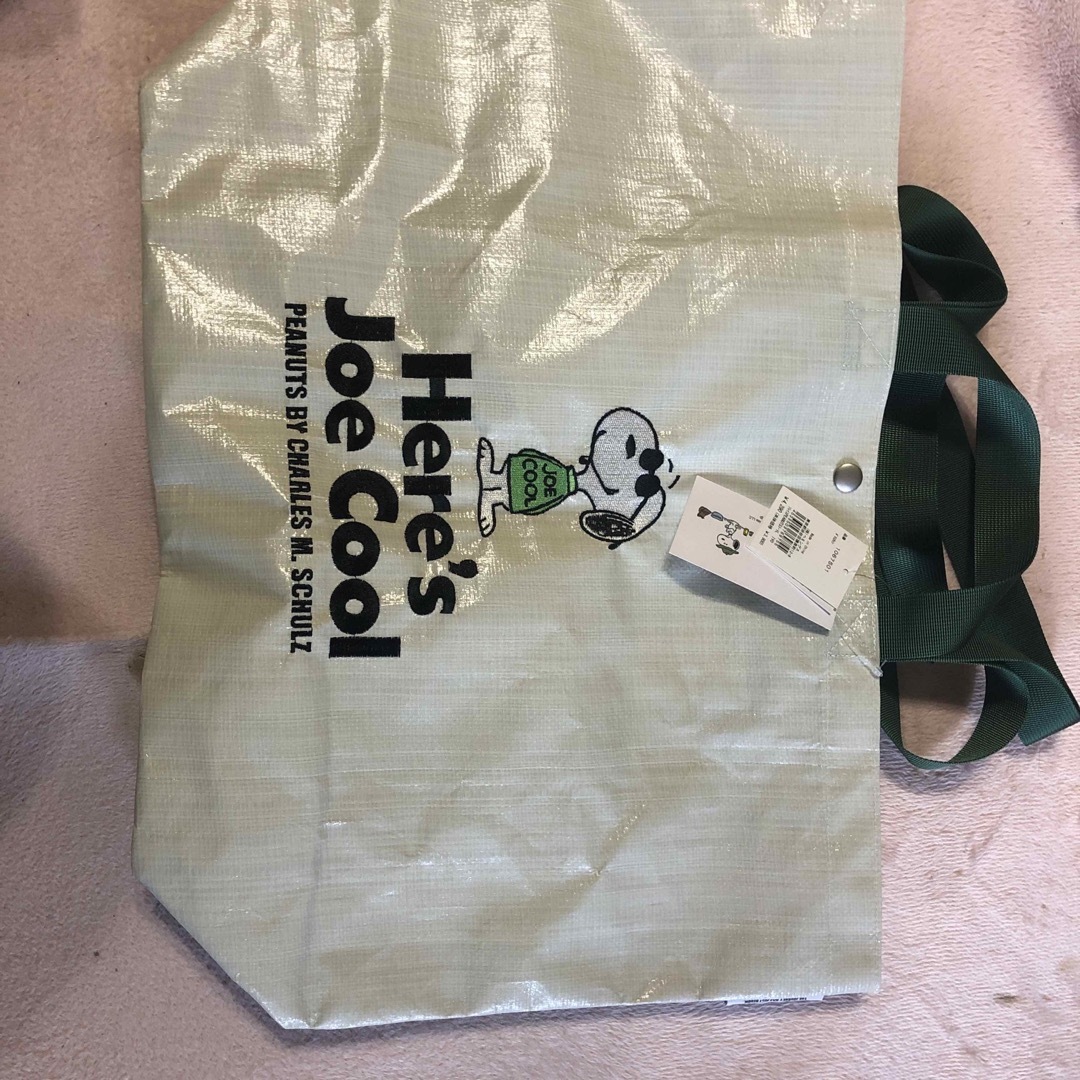 JOE
COOL
Here's
Joe Cool
PEANUTS BY CHARLES M. SCHULZ